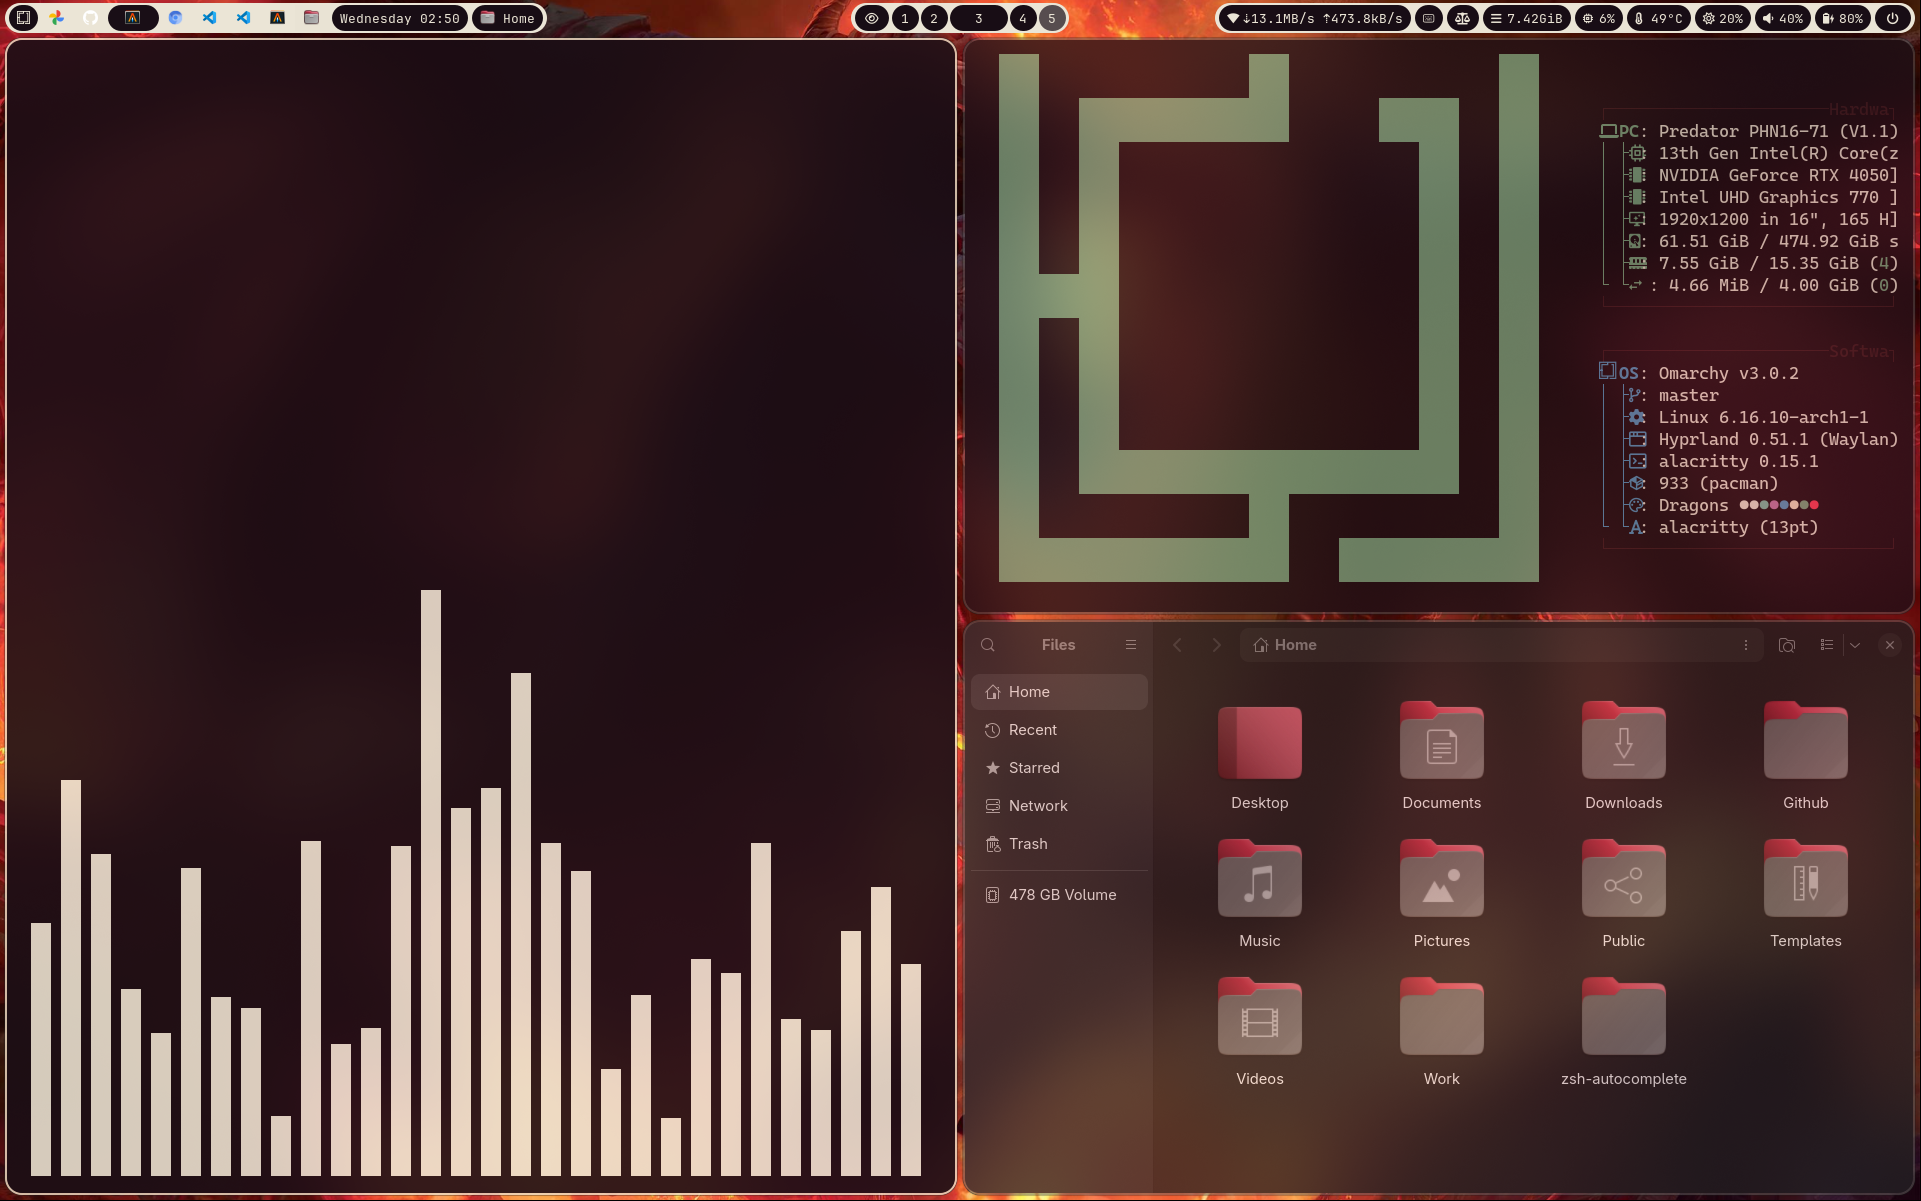 Wednesday 02:50 Home
1 2 3 4 5
↓13.1MB/s ↑473.8kB/s 7.42GiB 6% 49°C 20% 40% 80%
Hardwa
PC: Predator PHN16-71 (V1.1)
: 13th Gen Intel(R) Core(z
: NVIDIA GeForce RTX 4050]
: Intel UHD Graphics 770 ]
: 1920x1200 in 16", 165 H]
: 61.51 GiB / 474.92 GiB s
: 7.55 GiB / 15.35 GiB (4)
: 4.66 MiB / 4.00 GiB (0)
Softwa
OS: Omarchy v3.0.2
: master
: Linux 6.16.10-arch1-1
: Hyprland 0.51.1 (Waylan)
: alacritty 0.15.1
: 933 (pacman)
: Dragons
: alacritty (13pt)
Files
Home
Home
Recent
Starred
Network
Trash
478 GB Volume
Desktop Documents Downloads Github
Music Pictures Public Templates
Videos Work zsh-autocomplete